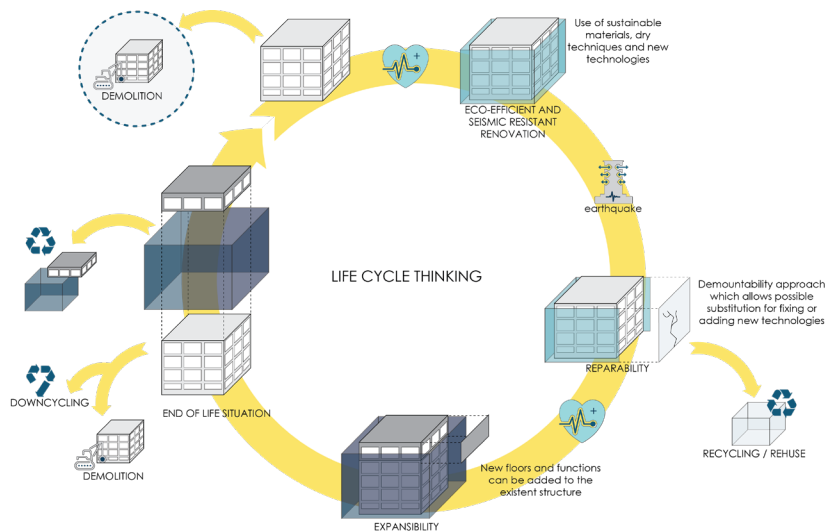 DEMOLITION
Use of sustainable
materials, dry
techniques and new
technologies
ECO-EFFICIENT AND
SEISMIC RESISTANT
RENOVATION
earthquake
LIFE CYCLE THINKING
Demountability approach
which allows possible
substitution for fixing or
adding new technologies
REPARABILITY
RECYCLING / REHUSE
New floors and functions
can be added to the
existent structure
EXPANSIBILITY
END OF LIFE SITUATION
DOWNCYCLING
DEMOLITION